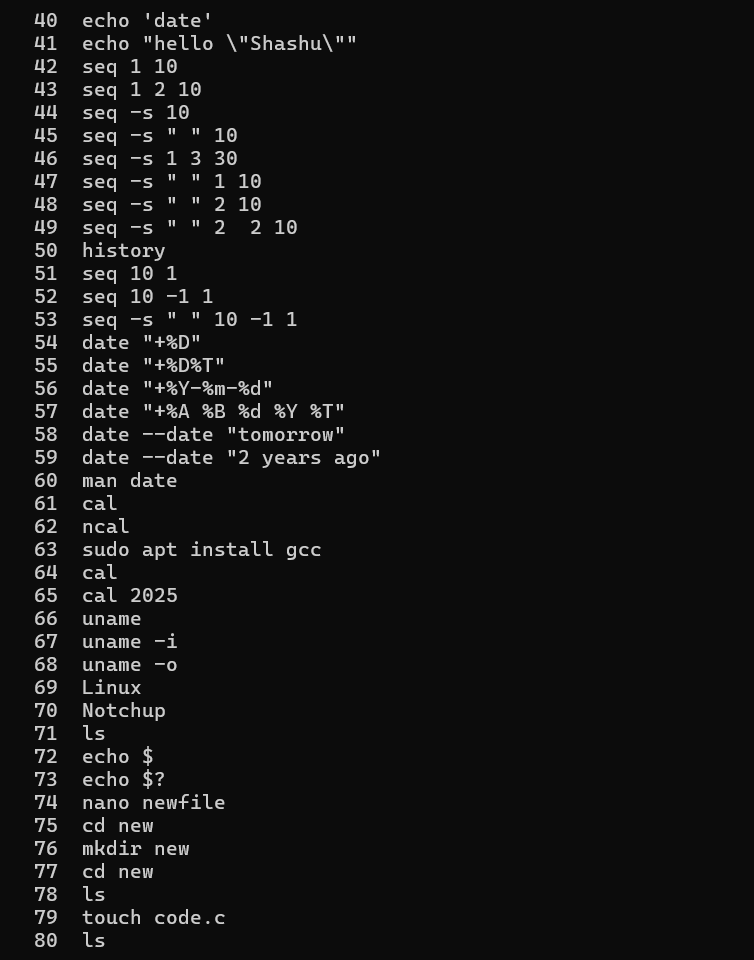 40 echo 'date'
41 echo "hello \"Shashu\""
42 seq 1 10
43 seq 1 2 10
44 seq -s 10
45 seq -s " " 10
46 seq -s 1 3 30
47 seq -s " " 1 10
48 seq -s " " 2 10
49 seq -s " " 2  2 10
50 history
51 seq 10 1
52 seq 10 -1 1
53 seq -s " " 10 -1 1
54 date "+%D"
55 date "+%D%T"
56 date "+%Y-%m-%d"
57 date "+%A %B %d %Y %T"
58 date --date "tomorrow"
59 date --date "2 years ago"
60 man date
61 cal
62 ncal
63 sudo apt install gcc
64 cal
65 cal 2025
66 uname
67 uname -i
68 uname -o
69 Linux
70 Notchup
71 ls
72 echo $
73 echo $?
74 nano newfile
75 cd new
76 mkdir new
77 cd new
78 ls
79 touch code.c
80 ls